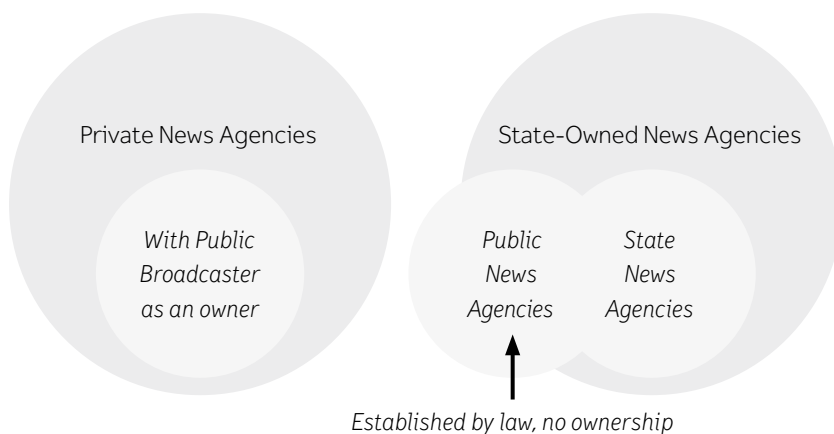 Private News Agencies
State-Owned News Agencies
With Public
Broadcaster
as an owner
Public
News
Agencies
State
News
Agencies
Established by law, no ownership